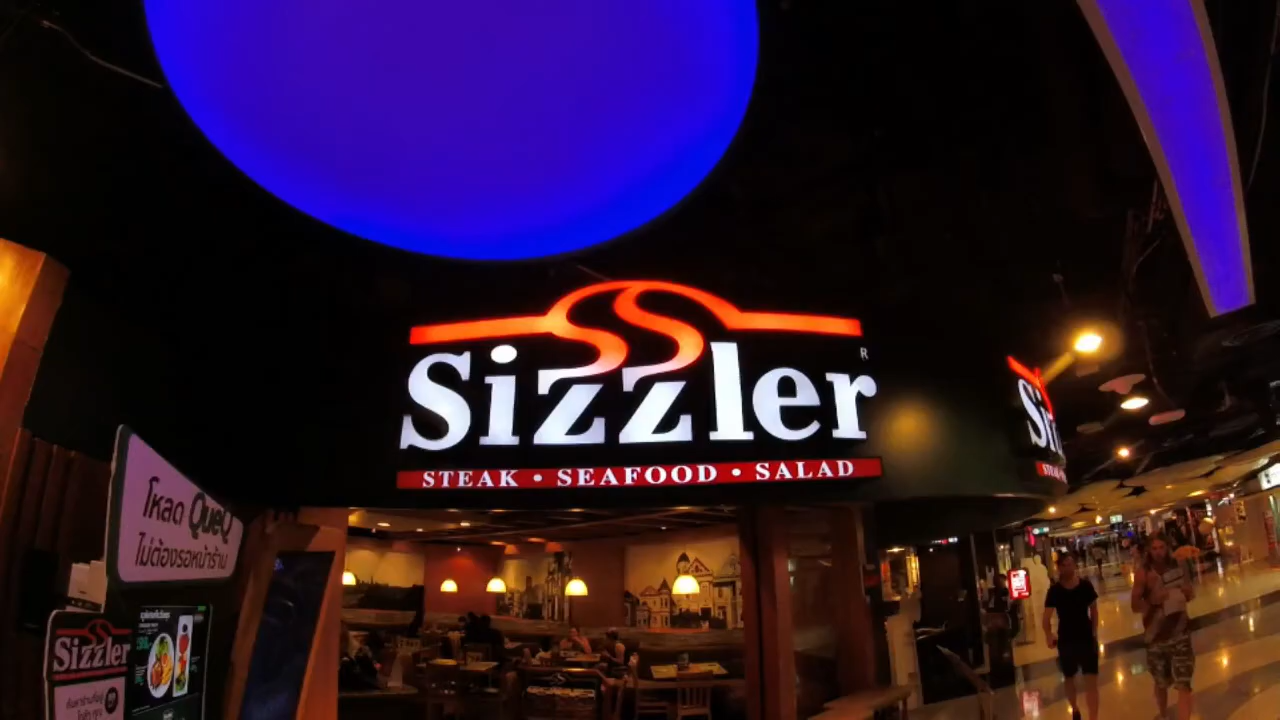 Sizzler
R
STEAK • SEAFOOD • SALAD
โหลด QueQ
ไม่ต้องรอหน้าร้าน
Sizzler